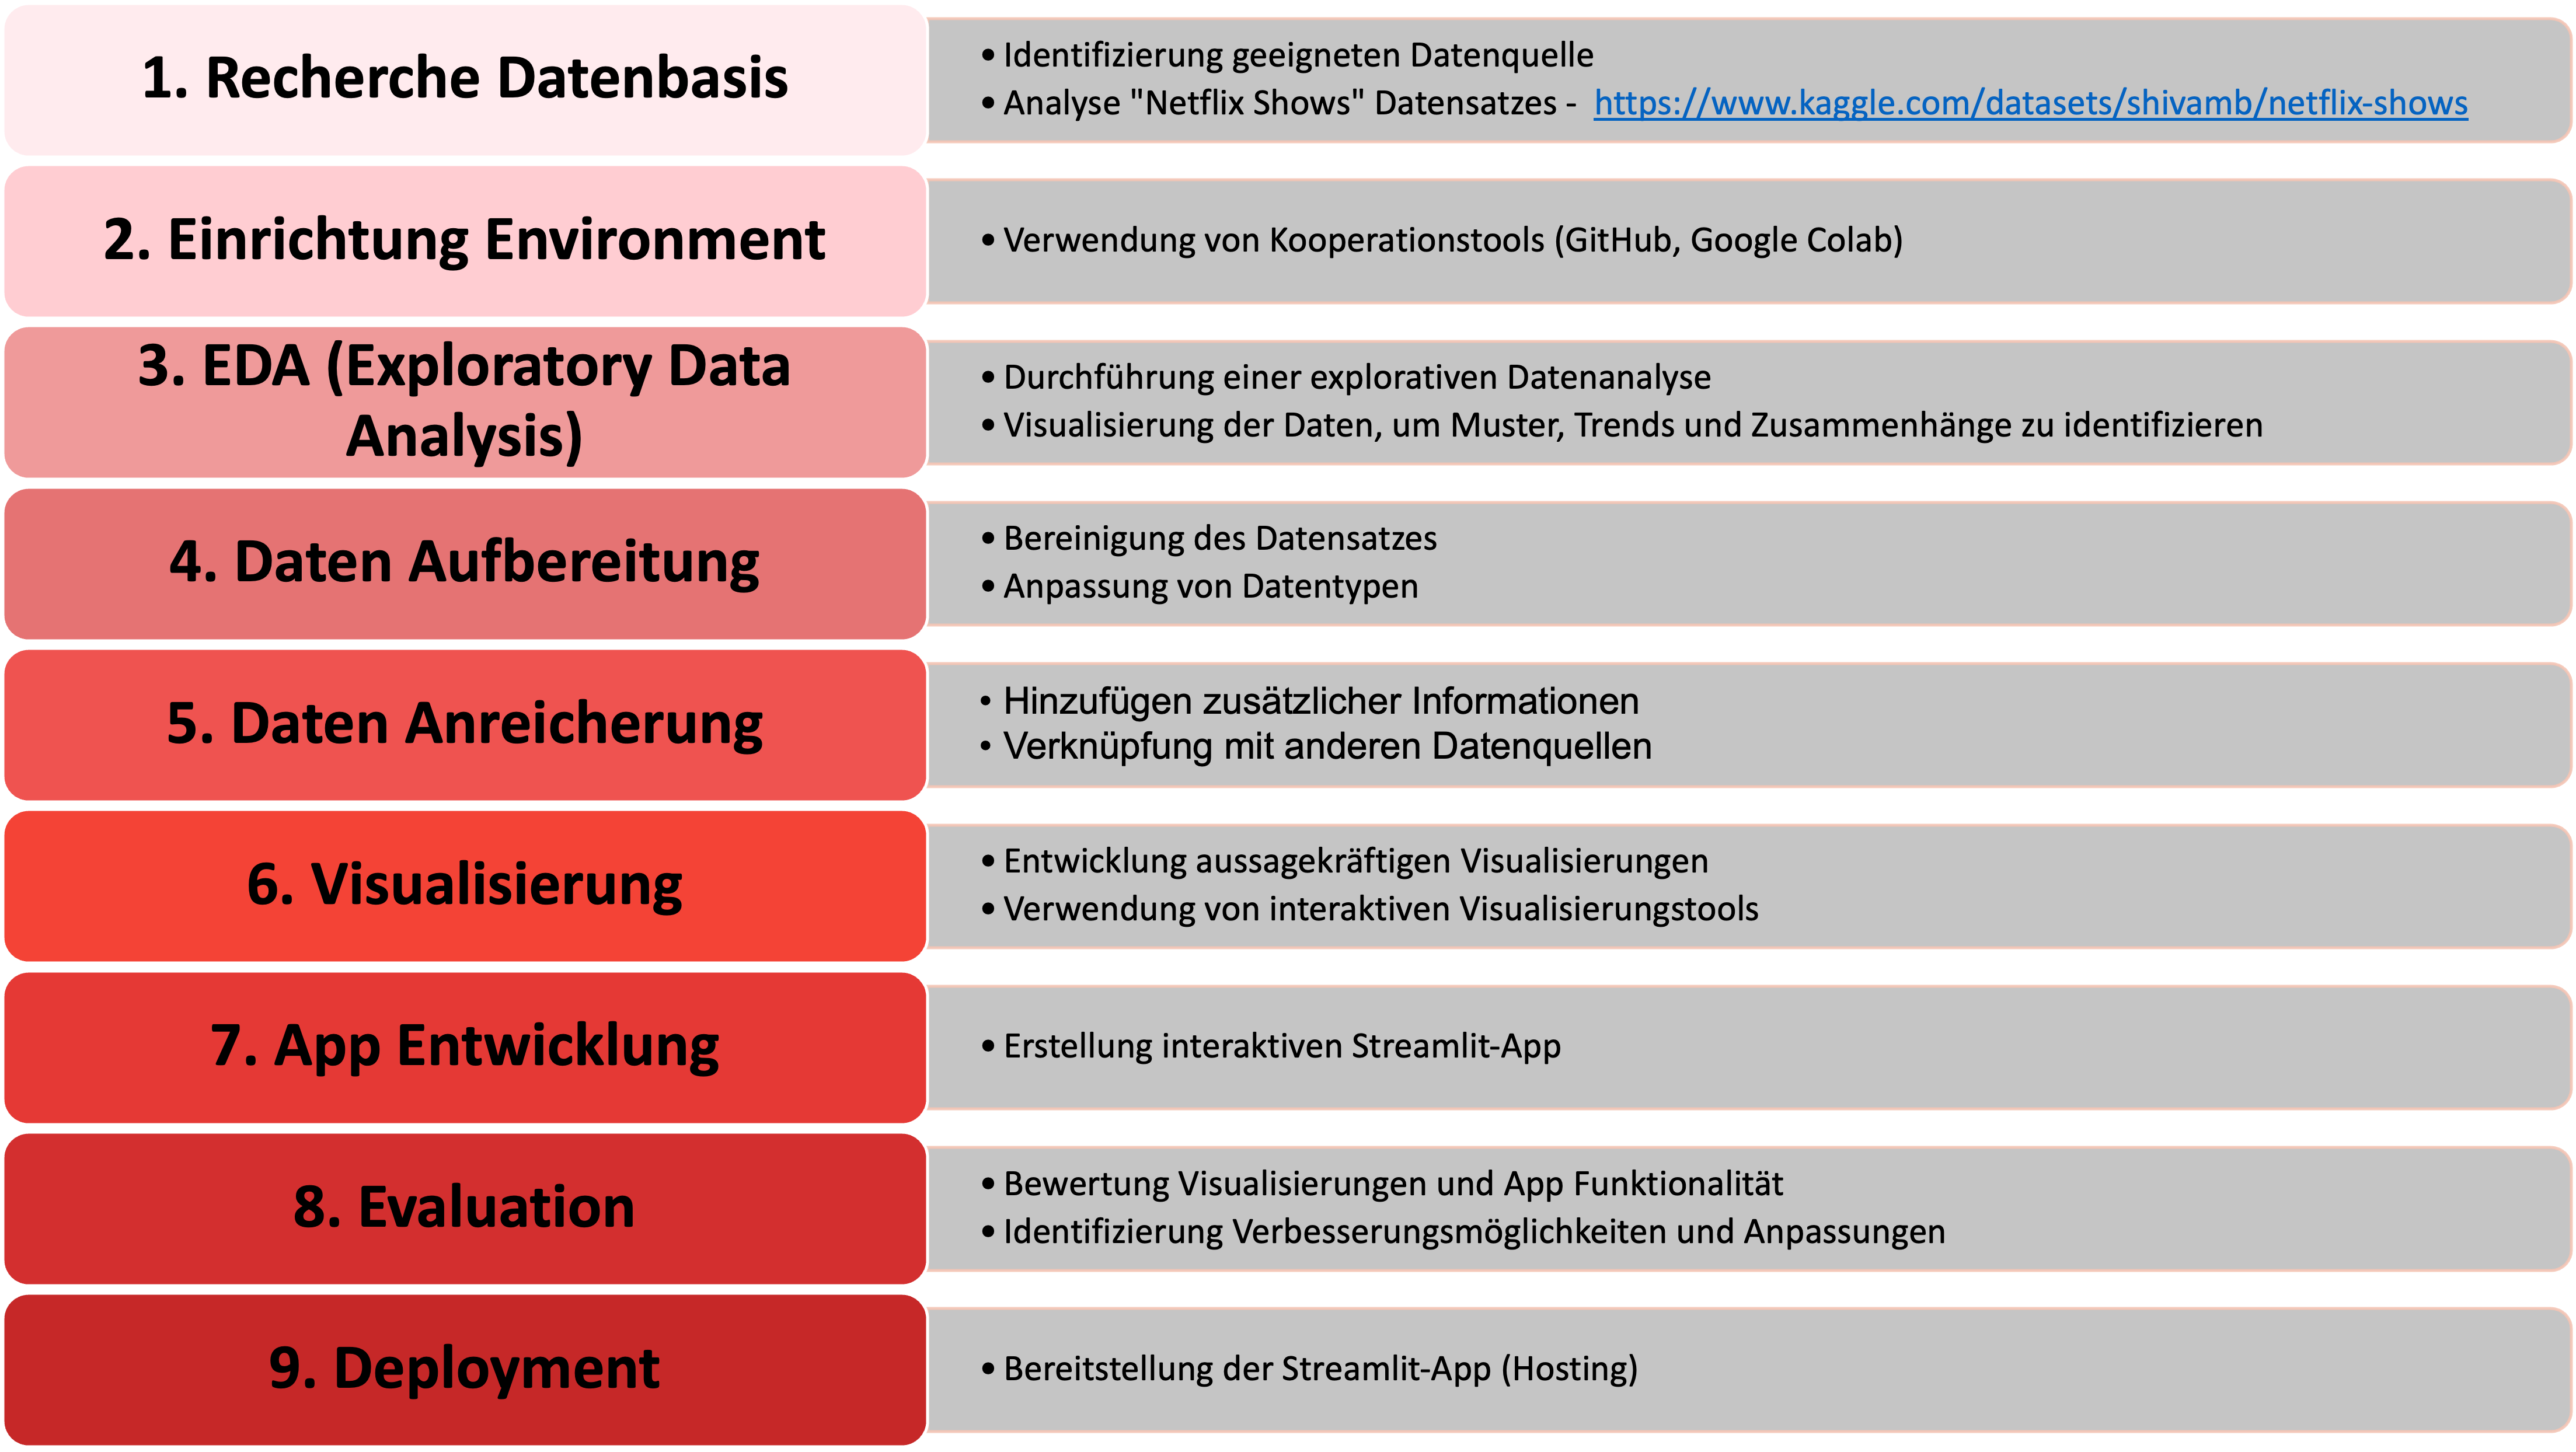 1. Recherche Datenbasis
• Identifizierung geeigneten Datenquelle
• Analyse "Netflix Shows" Datensatzes - https://www.kaggle.com/datasets/shivamb/netflix-shows
2. Einrichtung Environment
• Verwendung von Kooperationstools (GitHub, Google Colab)
3. EDA (Exploratory Data
Analysis)
• Durchführung einer explorativen Datenanalyse
• Visualisierung der Daten, um Muster, Trends und Zusammenhänge zu identifizieren
4. Daten Aufbereitung
• Bereinigung des Datensatzes
• Anpassung von Datentypen
5. Daten Anreicherung
• Hinzufügen zusätzlicher Informationen
• Verknüpfung mit anderen Datenquellen
6. Visualisierung
• Entwicklung aussagekräftigen Visualisierungen
• Verwendung von interaktiven Visualisierungstools
7. App Entwicklung
• Erstellung interaktiven Streamlit-App
8. Evaluation
• Bewertung Visualisierungen und App Funktionalität
• Identifizierung Verbesserungsmöglichkeiten und Anpassungen
9. Deployment
• Bereitstellung der Streamlit-App (Hosting)